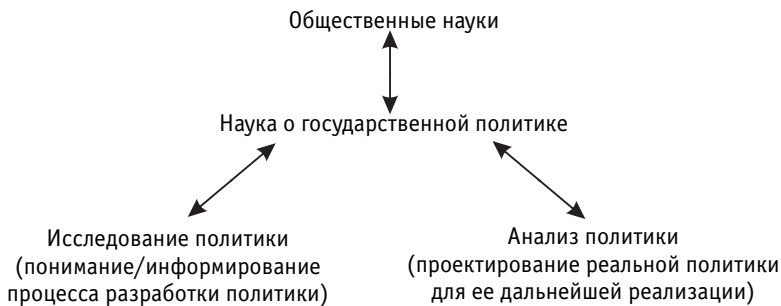 Общественные науки
Наука о государственной политике
Исследование политики
(понимание/информирование
процесса разработки политики)
Анализ политики
(проектирование реальной политики
для ее дальнейшей реализации)